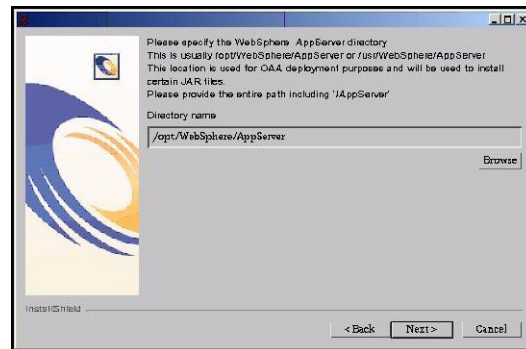 Please specify the WebSphere AppServer directory
This is usually /opt/WebSphere/AppServer or /usr/WebSphere/AppServer
This location is used for OAA deployment purposes and will be used to install
certain JAR files.
Please provide the entire path including '/AppServer'
Directory name
/opt/WebSphere/AppServer
Browse
InstallShield
< Back
Next >
Cancel